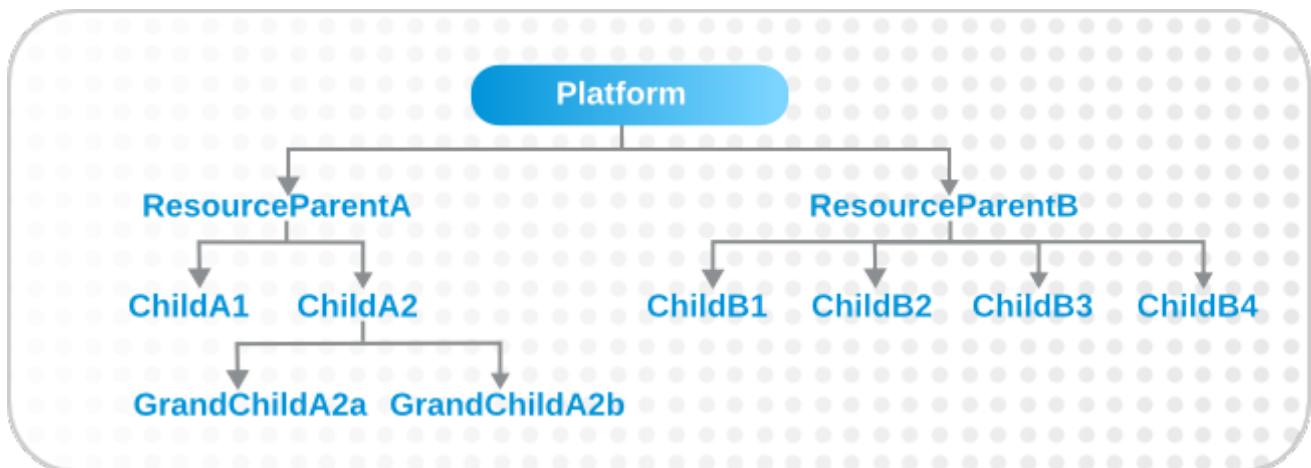 Platform
ResourceParentA ResourceParentB
ChildA1 ChildA2 ChildB1 ChildB2 ChildB3 ChildB4
GrandChildA2a GrandChildA2b